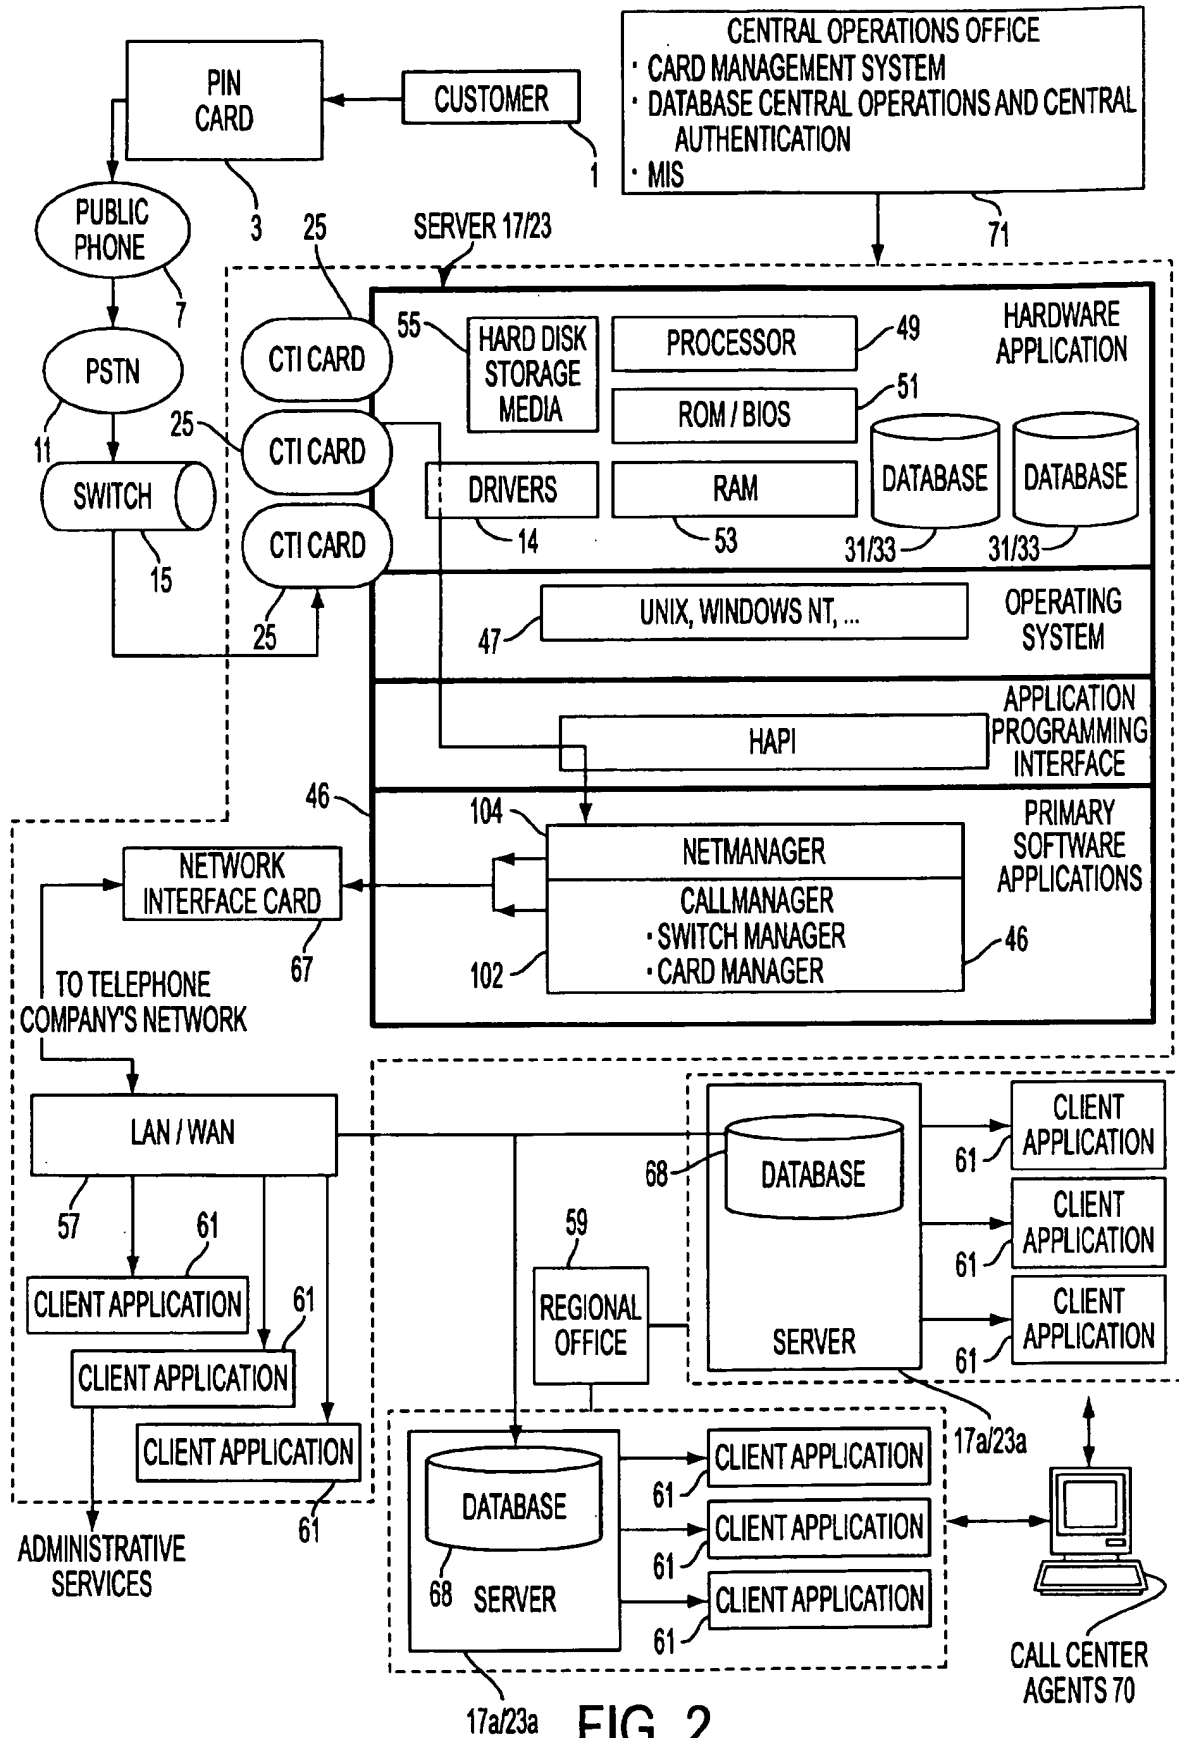 CENTRAL OPERATIONS OFFICE
· CARD MANAGEMENT SYSTEM
· DATABASE CENTRAL OPERATIONS AND CENTRAL
AUTHENTICATION
· MIS
71
PIN
CARD
3
CUSTOMER
1
PUBLIC
PHONE
7
PSTN
11
SWITCH
15
25
SERVER 17/23
CTI CARD
25
CTI CARD
CTI CARD
25
55
HARD DISK
STORAGE
MEDIA
PROCESSOR
49
HARDWARE
APPLICATION
ROM / BIOS
51
DRIVERS
14
RAM
53
DATABASE
31/33
DATABASE
31/33
UNIX, WINDOWS NT, ...
47
OPERATING
SYSTEM
HAPI
APPLICATION
PROGRAMMING
INTERFACE
46
104
NETMANAGER
CALLMANAGER
· SWITCH MANAGER
· CARD MANAGER
102
46
PRIMARY
SOFTWARE
APPLICATIONS
NETWORK
INTERFACE CARD
67
TO TELEPHONE
COMPANY'S NETWORK
LAN / WAN
57
61
CLIENT APPLICATION
61
CLIENT APPLICATION
CLIENT APPLICATION
61
ADMINISTRATIVE
SERVICES
59
REGIONAL
OFFICE
68
DATABASE
SERVER
17a/23a
CLIENT
APPLICATION
61
CLIENT
APPLICATION
61
CLIENT
APPLICATION
61
DATABASE
68
SERVER
17a/23a
CLIENT APPLICATION
61
CLIENT APPLICATION
61
CLIENT APPLICATION
61
CALL CENTER
AGENTS 70
FIG. 2